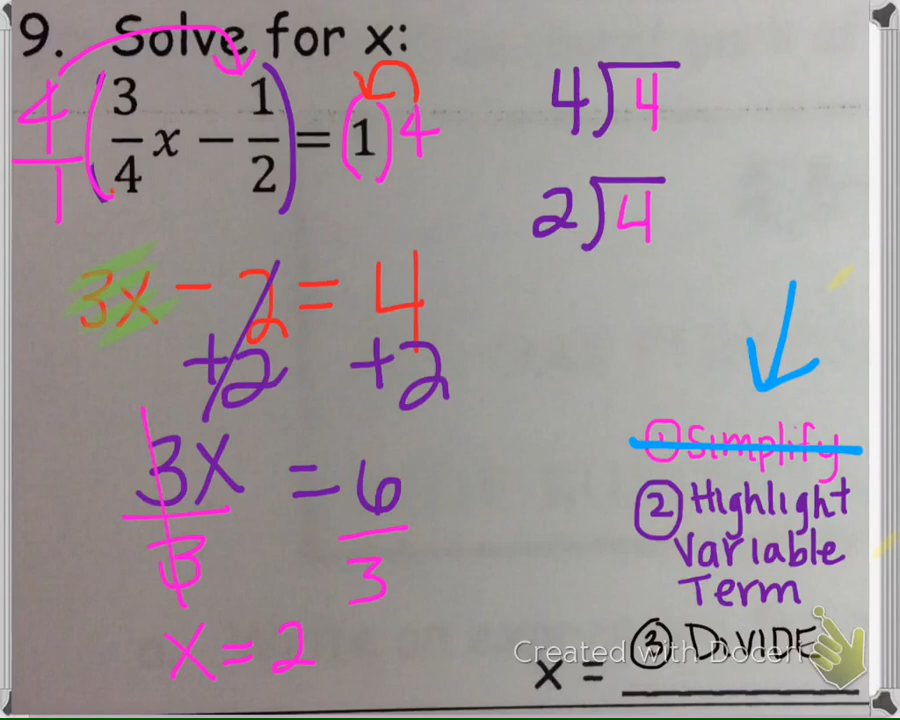 9. Solve for x:
4/1 (3/4 x − 1/2) = (1) 4
4)4
2)4
3x − 2 = 4
+2 +2
3x = 6
3 3
x = 2
① Simplify
② Highlight
Variable
Term
③ DIVIDE
Created with Doceri
x =